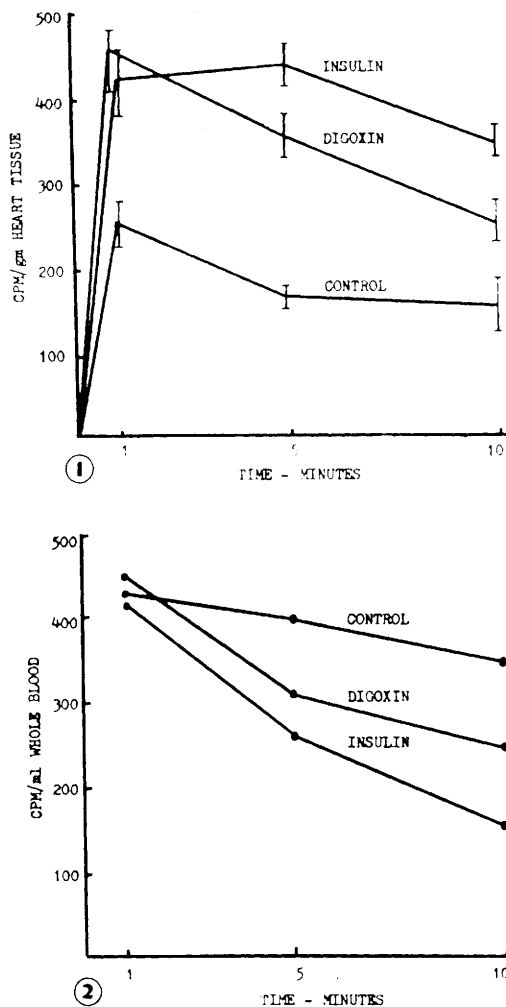 500
400
300
200
100
CPM/gm HEART TISSUE
INSULIN
DIGOXIN
CONTROL
1 5 10
TIME - MINUTES
1
500
400
300
200
100
CPM/ml WHOLE BLOOD
CONTROL
DIGOXIN
INSULIN
1 5 10
TIME - MINUTES
2